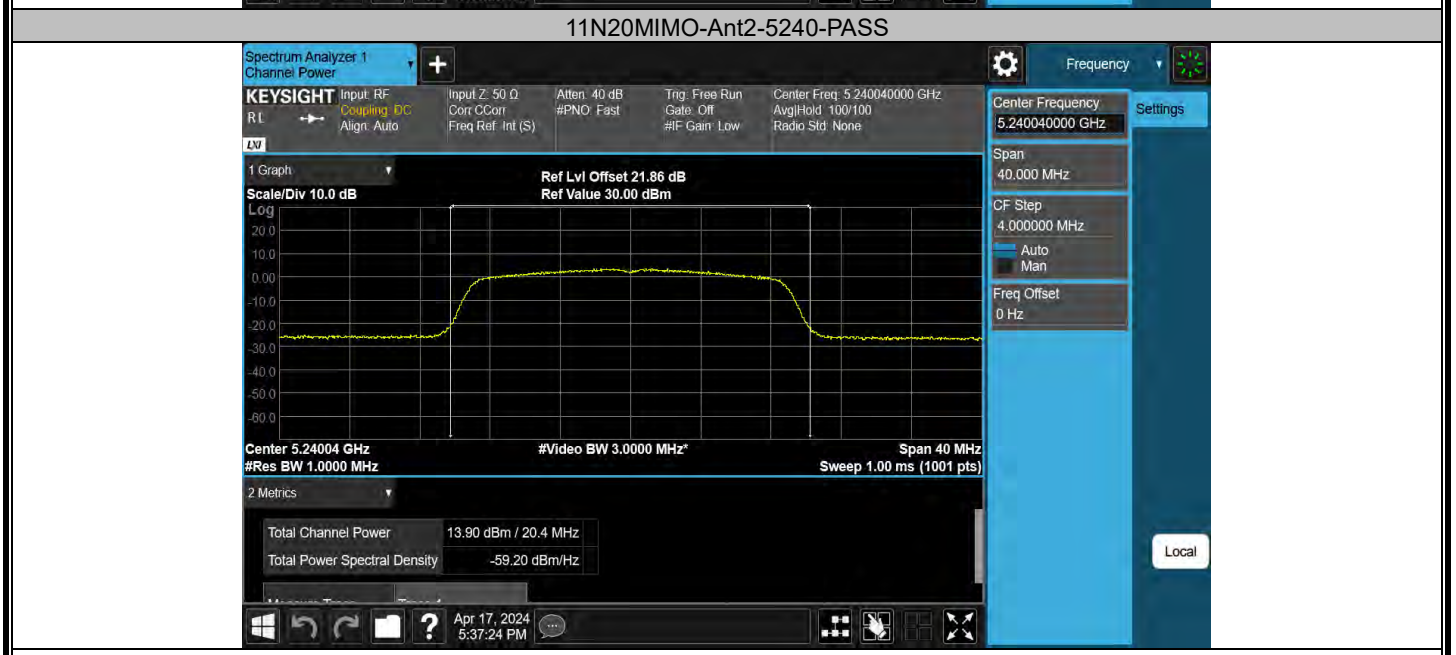 11N20MIMO-Ant2-5240-PASS
Spectrum Analyzer 1
Channel Power
Frequency
KEYSIGHT
Input: RF
Coupling: DC
Align: Auto
RL
LXI
Input Z: 50 Ω
Corr CCorr
Freq Ref: Int (S)
Atten: 40 dB
#PNO: Fast
Trig: Free Run
Gate: Off
#IF Gain: Low
Center Freq: 5.240040000 GHz
Avg|Hold: 100/100
Radio Std: None
Center Frequency
5.240040000 GHz
Settings
Span
40.000 MHz
CF Step
4.000000 MHz
Auto
Man
Freq Offset
0 Hz
1 Graph
Scale/Div 10.0 dB
Ref Lvl Offset 21.86 dB
Ref Value 30.00 dBm
Log
20.0
10.0
0.00
-10.0
-20.0
-30.0
-40.0
-50.0
-60.0
Center 5.24004 GHz
#Res BW 1.0000 MHz
#Video BW 3.0000 MHz*
Span 40 MHz
Sweep 1.00 ms (1001 pts)
2 Metrics
Total Channel Power 13.90 dBm / 20.4 MHz
Total Power Spectral Density -59.20 dBm/Hz
Local
?
Apr 17, 2024
5:37:24 PM